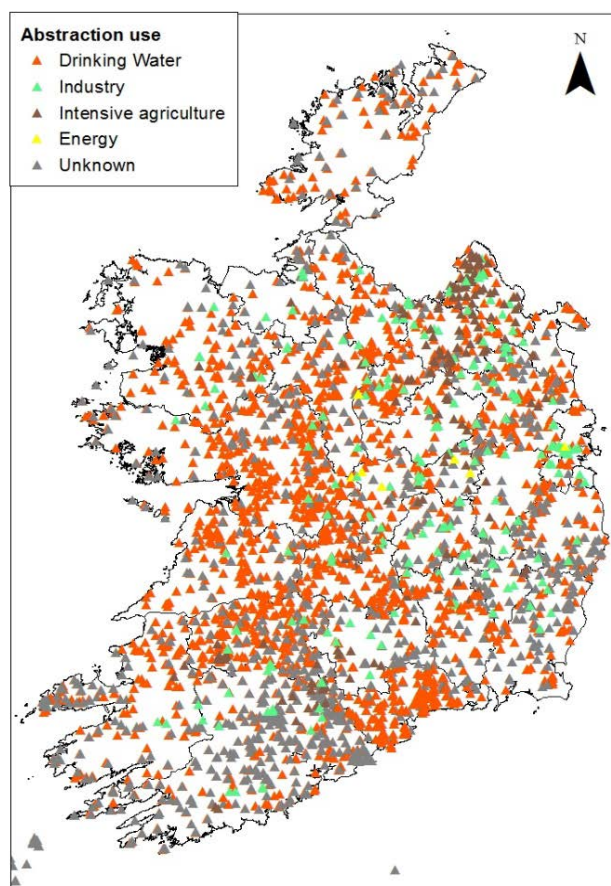 Abstraction use
Drinking Water
Industry
Intensive agriculture
Energy
Unknown
N